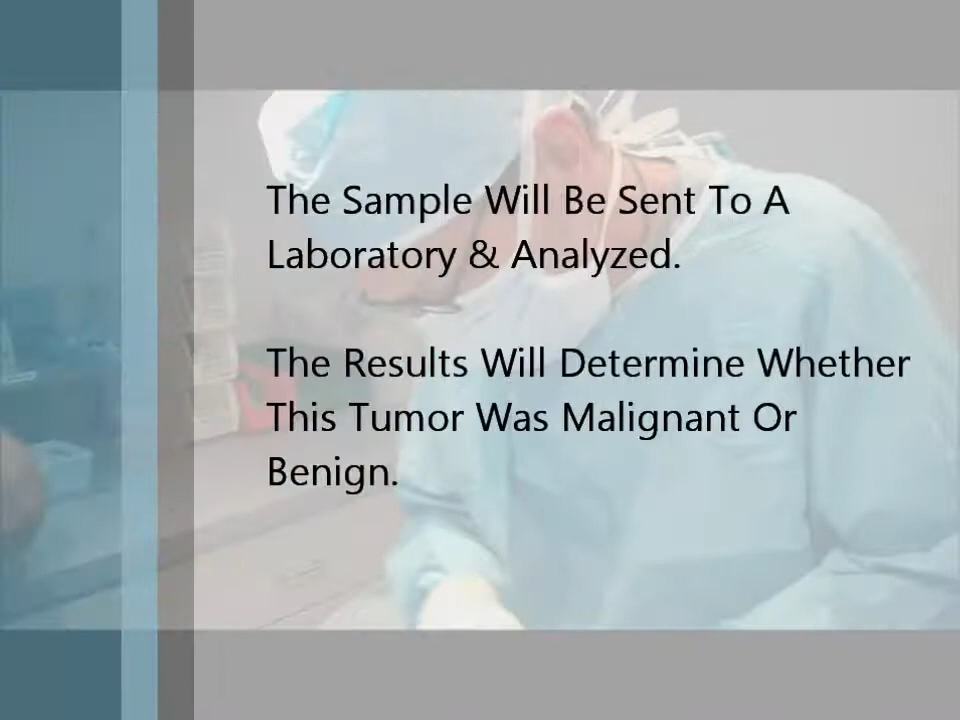 The Sample Will Be Sent To A
Laboratory & Analyzed.
The Results Will Determine Whether
This Tumor Was Malignant Or
Benign.